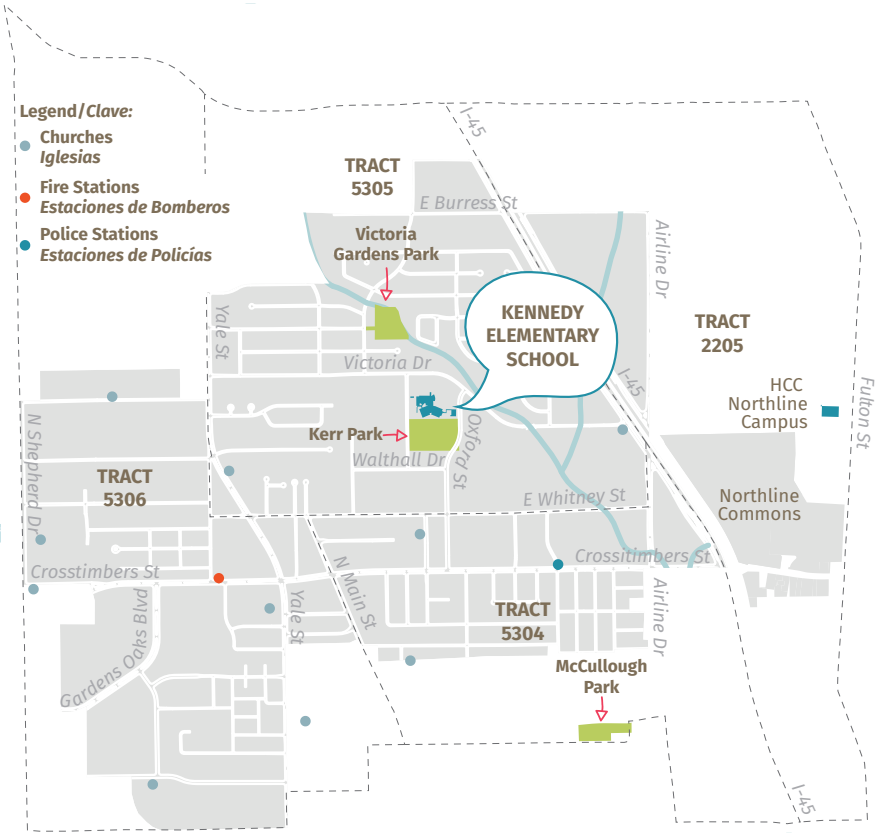 Legend/Clave:
Churches
Iglesias
Fire Stations
Estaciones de Bomberos
Police Stations
Estaciones de Policías
I-45
TRACT
5305
E Burress St
Victoria
Gardens Park
Airline Dr
KENNEDY
ELEMENTARY
SCHOOL
TRACT
2205
Yale St
Victoria Dr
I-45
HCC
Northline
Campus
Fulton St
N Shepherd Dr
Kerr Park
Oxford St
Walthall Dr
TRACT
5306
E Whitney St
Northline
Commons
Crosstimbers St
Crossitimbers St
N Main St
Yale St
Gardens Oaks Blvd
TRACT
5304
Airline Dr
McCullough
Park
I-45